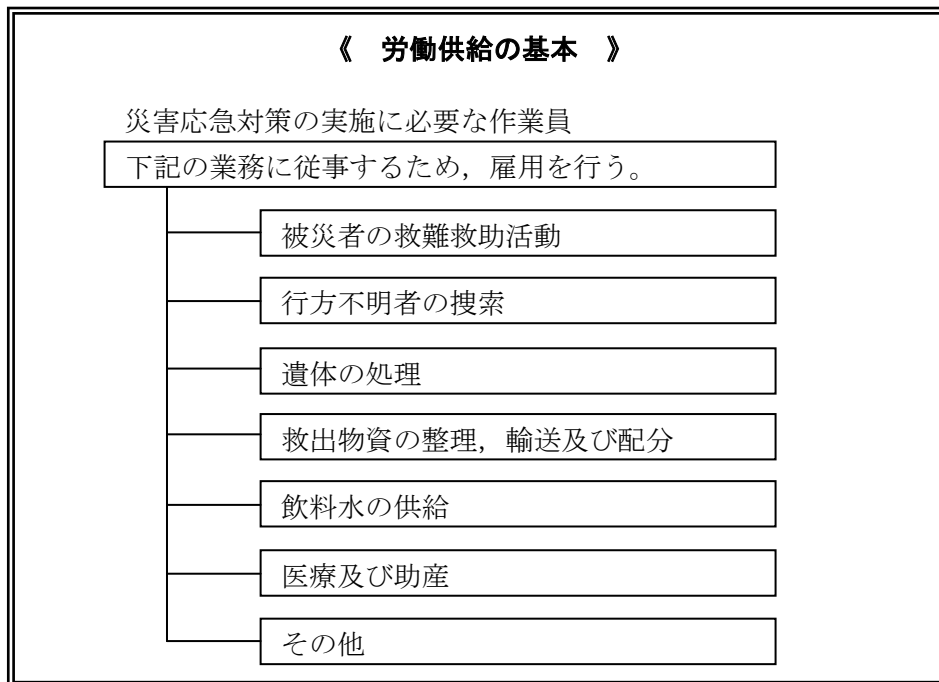 《　労働供給の基本　》
災害応急対策の実施に必要な作業員
下記の業務に従事するため，雇用を行う。
被災者の救難救助活動
行方不明者の捜索
遺体の処理
救出物資の整理，輸送及び配分
飲料水の供給
医療及び助産
その他